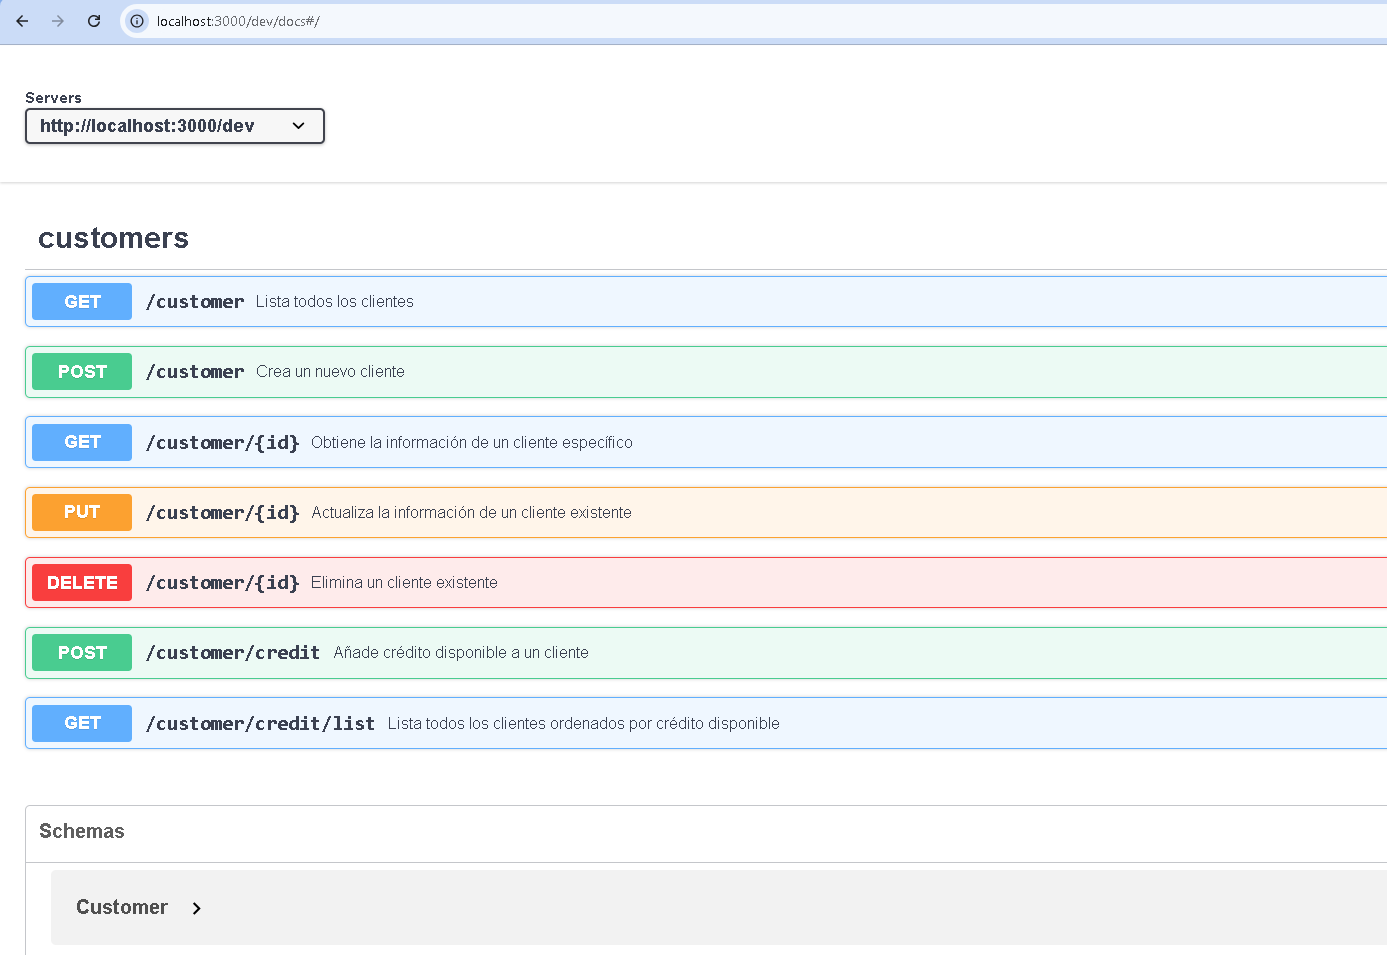 localhost:3000/dev/docs#/
Servers
http://localhost:3000/dev
customers
GET /customer Lista todos los clientes
POST /customer Crea un nuevo cliente
GET /customer/{id} Obtiene la información de un cliente específico
PUT /customer/{id} Actualiza la información de un cliente existente
DELETE /customer/{id} Elimina un cliente existente
POST /customer/credit Añade crédito disponible a un cliente
GET /customer/credit/list Lista todos los clientes ordenados por crédito disponible
Schemas
Customer